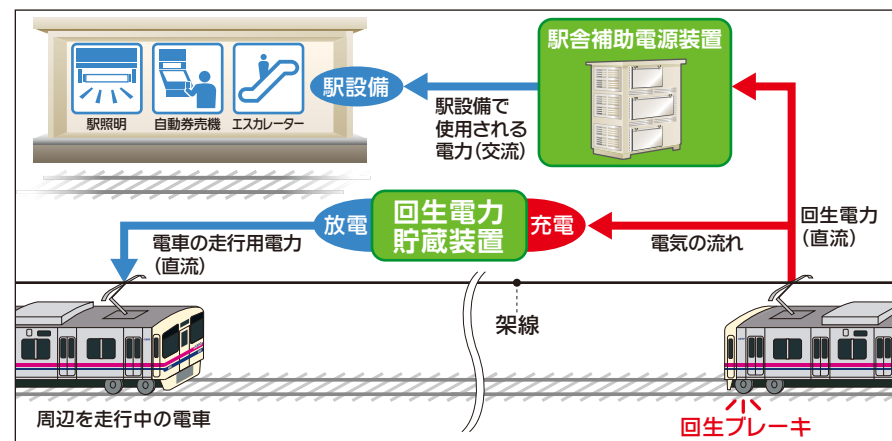 駅舎補助電源装置
駅設備
駅照明
自動券売機
エスカレーター
駅設備で
使用される
電力(交流)
放電
回生電力
貯蔵装置
充電
回生電力
(直流)
電車の走行用電力
(直流)
電気の流れ
架線
周辺を走行中の電車
回生ブレーキ